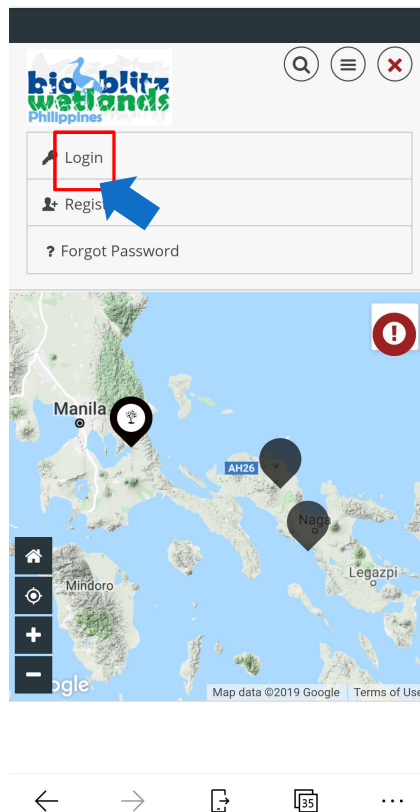 bio blitz
wetlands
Philippines
Login
Regis
? Forgot Password
Manila
AH26
Naga
Legazpi
Mindoro
ogle
Map data ©2019 Google
Terms of Use
35